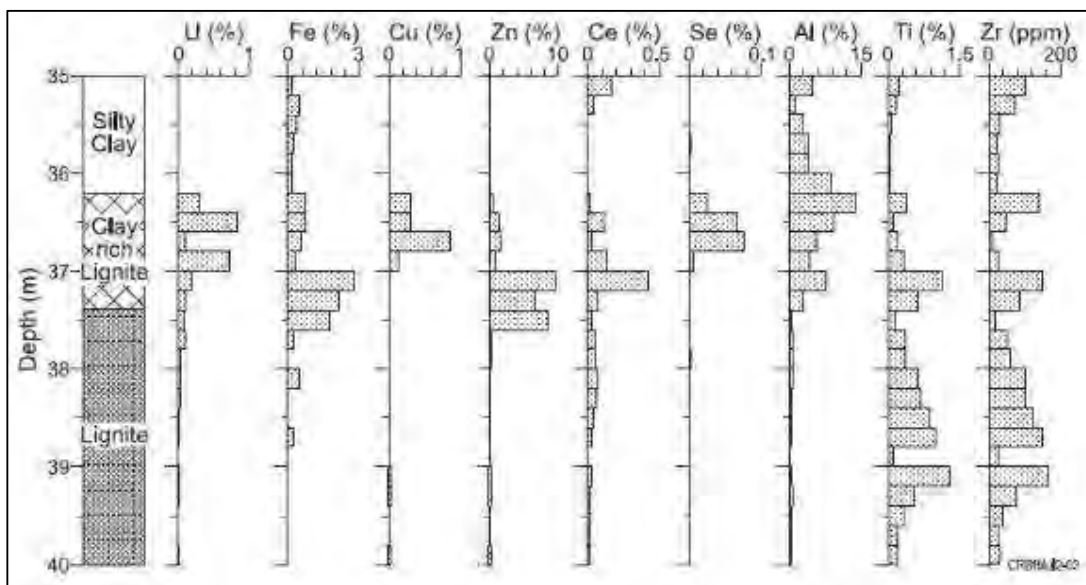 U (%) Fe (%) Cu (%) Zn (%) Ce (%) Se (%) Al (%) Ti (%) Zr (ppm)
0 1 0 3 0 1 0 10 0 0.5 0 0.1 0 15 0 1.5 0 200
35
Silty
Clay
36
Clay
rich
37
Lignite
Depth (m)
38
Lignite
39
40